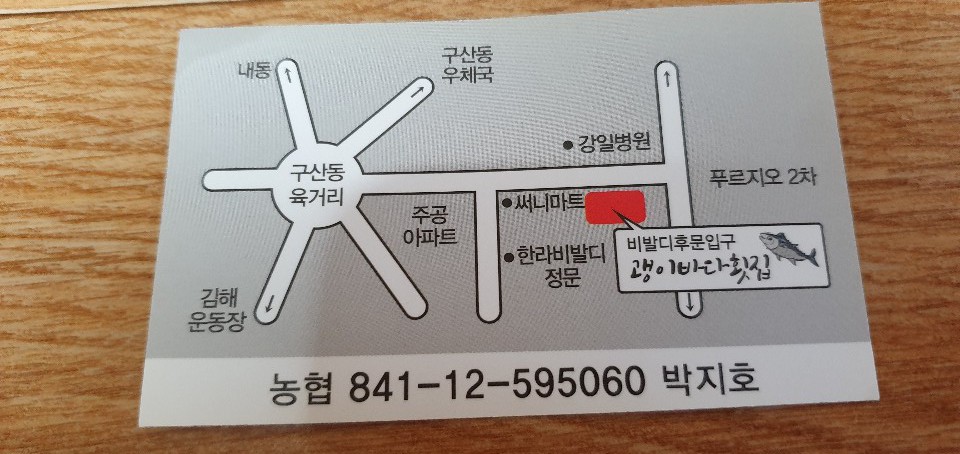 내동
구산동
우체국
구산동
육거리
강일병원
푸르지오 2차
주공
아파트
써니마트
한라비발디
정문
비발디후문입구
괭이바다횟집
김해
운동장
농협 841-12-595060 박지호